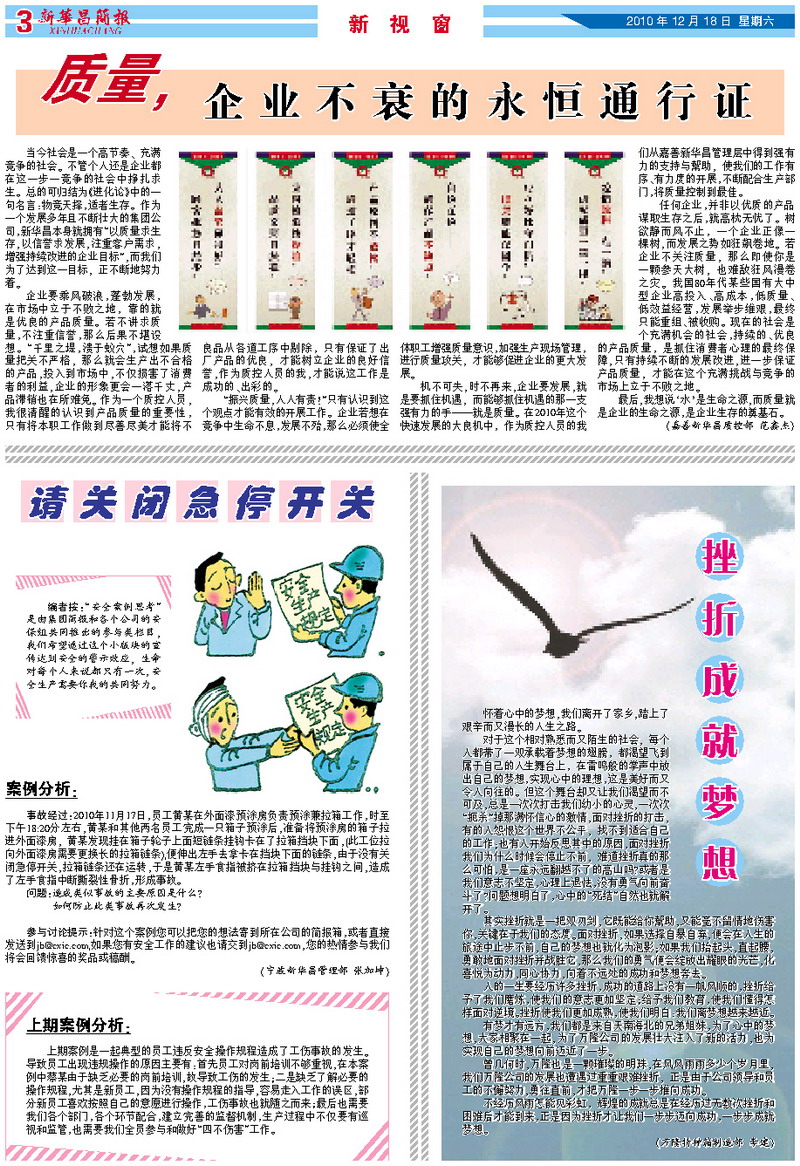 3
新華昌簡报
XINHUACHANG
新视窗
2010年12月18日 星期六
质量，
企业不衰的永恒通行证
当今社会是一个高节奏、充满
竞争的社会。不管个人还是企业都
在这一步一竞争的社会中挣扎求
生。总的可归结为《进化论》中的一
句名言：物竞天择，适者生存。作为
一个发展多年且不断壮大的集团公
司，新华昌本身就拥有“以质量求生
存，以信誉求发展，注重客户需求，
增强持续改进的企业目标”，而我们
为了达到这一目标，正不断地努力
着。
企业要乘风破浪，蓬勃发展，
在市场中立于不败之地，靠的就
是优良的产品质量。若不讲求质
量，不注重信誉，那么后果不堪设
想。“千里之堤，溃于蚁穴”，试想如果质
量把关不严格，那么就会生产出不合格
的产品，投入到市场中，不仅损害了消费
者的利益，企业的形象更会一落千丈，产
品滞销也在所难免。作为一个质控人员，
我很清醒的认识到产品质量的重要性，
只有将本职工作做到尽善尽美才能将不
良品从各道工序中剔除，只有保证了出
厂产品的优良，才能树立企业的良好信
誉，作为质控人员的我，才能说这工作是
成功的、出彩的。
“振兴质量，人人有责！”只有认识到这
个观点才能有效的开展工作。企业若想在
竞争中生命不息，发展不殆，那么必须使全
体职工增强质量意识，加强生产现场管理，
进行质量攻关，才能够促进企业的更大发
展。
机不可失，时不再来，企业要发展，就
是要抓住机遇，而能够抓住机遇的那一支
强有力的手——就是质量。在2010年这个
快速发展的大良机中，作为质控人员的我
们从嘉善新华昌管理层中得到强有
力的支持与帮助，使我们的工作有
序、有力度的开展，不断配合生产部
门，将质量控制到最佳。
任何企业，并非以优质的产品
谋取生存之后，就高枕无忧了。树
欲静而风不止，一个企业正像一
棵树，而发展之势如狂飙卷地。若
企业不关注质量，那么即使你是
一颗参天大树，也难敌狂风漫卷
之灾。我国80年代某些国有大中
型企业高投入、高成本，低质量、
低效益经营，发展举步维艰，最终
只能重组、被收购。现在的社会是
个充满机会的社会，持续的、优良
的产品质量，是抓住消费者心理的最终保
障，只有持续不断的发展改进，进一步保证
产品质量，才能在这个充满挑战与竞争的
市场上立于不败之地。
最后，我想说‘水’是生命之源，而质量就
是企业的生命之源，是企业生存的奠基石。
(嘉善新华昌质控部 范鑫杰)
请关闭急停开关
编者按：“安全案例思考”
是由集团简报和各个公司的安
保组共同推出的参与类栏目，
我们希望通过这个小版块的宣
传达到安全的警示效应，生命
对每个人来说都只有一次，安
全生产需要你我的共同努力。
安全
生产
规定
安全
生产
规定
案例分析：
事故经过：2010年11月17日，员工黄某在外面漆预涂房负责预涂兼拉箱工作，时至
下午18:20分左右，黄某和其他两名员工完成一只箱子预涂后，准备将预涂房的箱子拉
进外面漆房，黄某发现挂在箱子轮子上面短链条挂钩卡在了拉箱挡块下面，(此工位拉
向外面漆房需要更换长的拉箱链条)，便伸出左手去拿卡在挡块下面的链条，由于没有关
闭急停开关，拉箱链条还在运转，于是黄某左手食指被挤在拉箱挡块与挂钩之间，造成
了左手食指中断撕裂性骨折，形成事故。
问题：造成类似事故的主要原因是什么？
如何防止此类事故再次发生？
参与讨论提示：针对这个案例您可以把您的想法寄到所在公司的简报箱，或者直接
发送到jb@cxic.com，如果您有安全工作的建议也请交到jb@cxic.com，您的热情参与我们
将会回馈惊喜的奖品或稿酬。
(宁波新华昌管理部 张加坤)
上期案例分析：
上期案例是一起典型的员工违反安全操作规程造成了工伤事故的发生。
导致员工出现违规操作的原因主要有：首先员工对岗前培训不够重视，在本案
例中蔡某由于缺乏必要的岗前培训，致导致工伤的发生；二是缺乏了解必要的
操作规程，尤其是新员工，因为没有操作规程的指导，容易走入工作的误区，部
分新员工喜欢按照自己的意愿进行操作，工伤事故也就随之而来；最后也需要
我们各个部门、各个环节配合，建立完善的监督机制，生产过程中不仅要有巡
视和监管，也需要我们全员参与和做好“四不伤害”工作。
挫折成就梦想
怀着心中的梦想，我们离开了家乡，踏上了
艰辛而又漫长的人生之路。
对于这个相对熟悉而又陌生的社会，每个
人都带了一双承载着梦想的翅膀，都渴望飞到
属于自己的人生舞台上，在雷鸣般的掌声中放
出自己的梦想，实现心中的理想，这是美好而又
令人向往的。但这个舞台却又让我们渴望而不
可及，总是一次次打击我们幼小的心灵，一次次
“扼杀”掉那满怀信心的激情，面对挫折的打击，
有的人怨恨这个世界不公平，找不到适合自己
的工作，也有人开始反思其中的原因，面对挫折
我们为什么时候会停止不前，难道挫折真的那
么可怕，是一座永远翻越不了的高山吗？或者是
我们意志不坚定，心理上退怯，没有勇气向前奋
斗了？问题想明白了，心中的“死结”自然也就解
开了。
其实挫折就是一把双刃剑，它既能给你帮助，又能毫不留情地伤害
你，关键在于我们的态度。面对挫折，如果选择自暴自弃，便会在人生的
旅途中止步不前，自己的梦想也就化为泡影，如果我们抬起头，直起腰，
勇敢地面对挫折并战胜它，那么我们的勇气便会绽放出耀眼的光芒，化
喜悦为动力，同心协力，向着不远处的成功和梦想奔去。
人的一生要经历许多挫折，成功的道路上没有一帆风顺的，挫折给
予了我们磨炼，使我们的意志更加坚定；给予我们教育，使我们懂得怎
样面对逆境。挫折使我们更加成熟，使我们明白：我们离梦想越来越近。
有梦才有远方，我们都是来自天南海北的兄弟姐妹，为了心中的梦
想，大家相聚在一起，为了万隆公司的发展壮大注入了新的活力，也为
实现自己的梦想向前迈近了一步。
曾几何时，万隆也是一颗璀璨的明珠，在风风雨雨多少个岁月里，
我们万隆公司的发展也遭遇过重重艰难挫折，正是由于公司领导和员
工的不懈努力，勇往直前，才把万隆一步一步推向成功。
不经历风雨怎能见彩虹，辉煌的成就总是在经历过无数次挫折和
困难后才能到来，正是因为挫折才让我们一步步迈向成功，一步步成就
梦想。
(万隆特种箱制造部 李建)